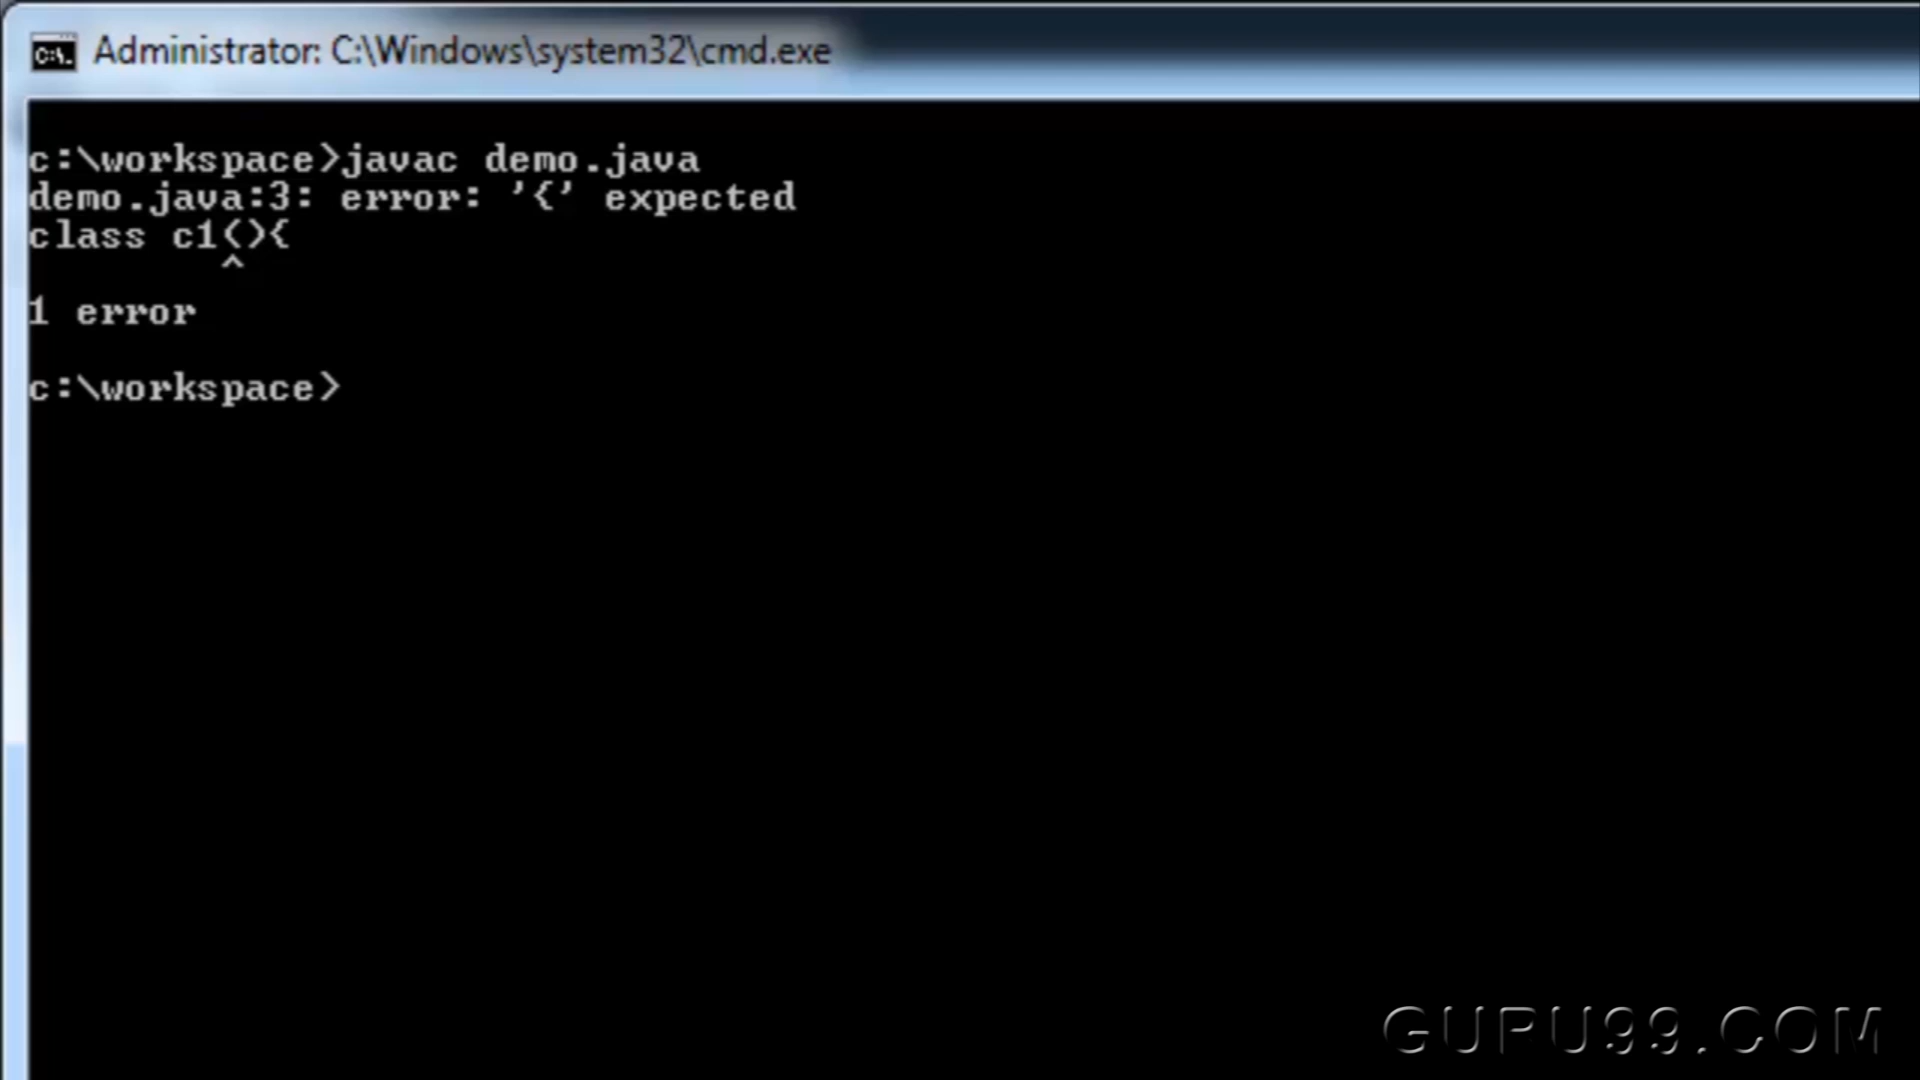 C:\. Administrator: C:\Windows\system32\cmd.exe
c:\workspace>javac demo.java
demo.java:3: error: '{' expected
class c1(){
^
1 error
c:\workspace>
GURU99.COM